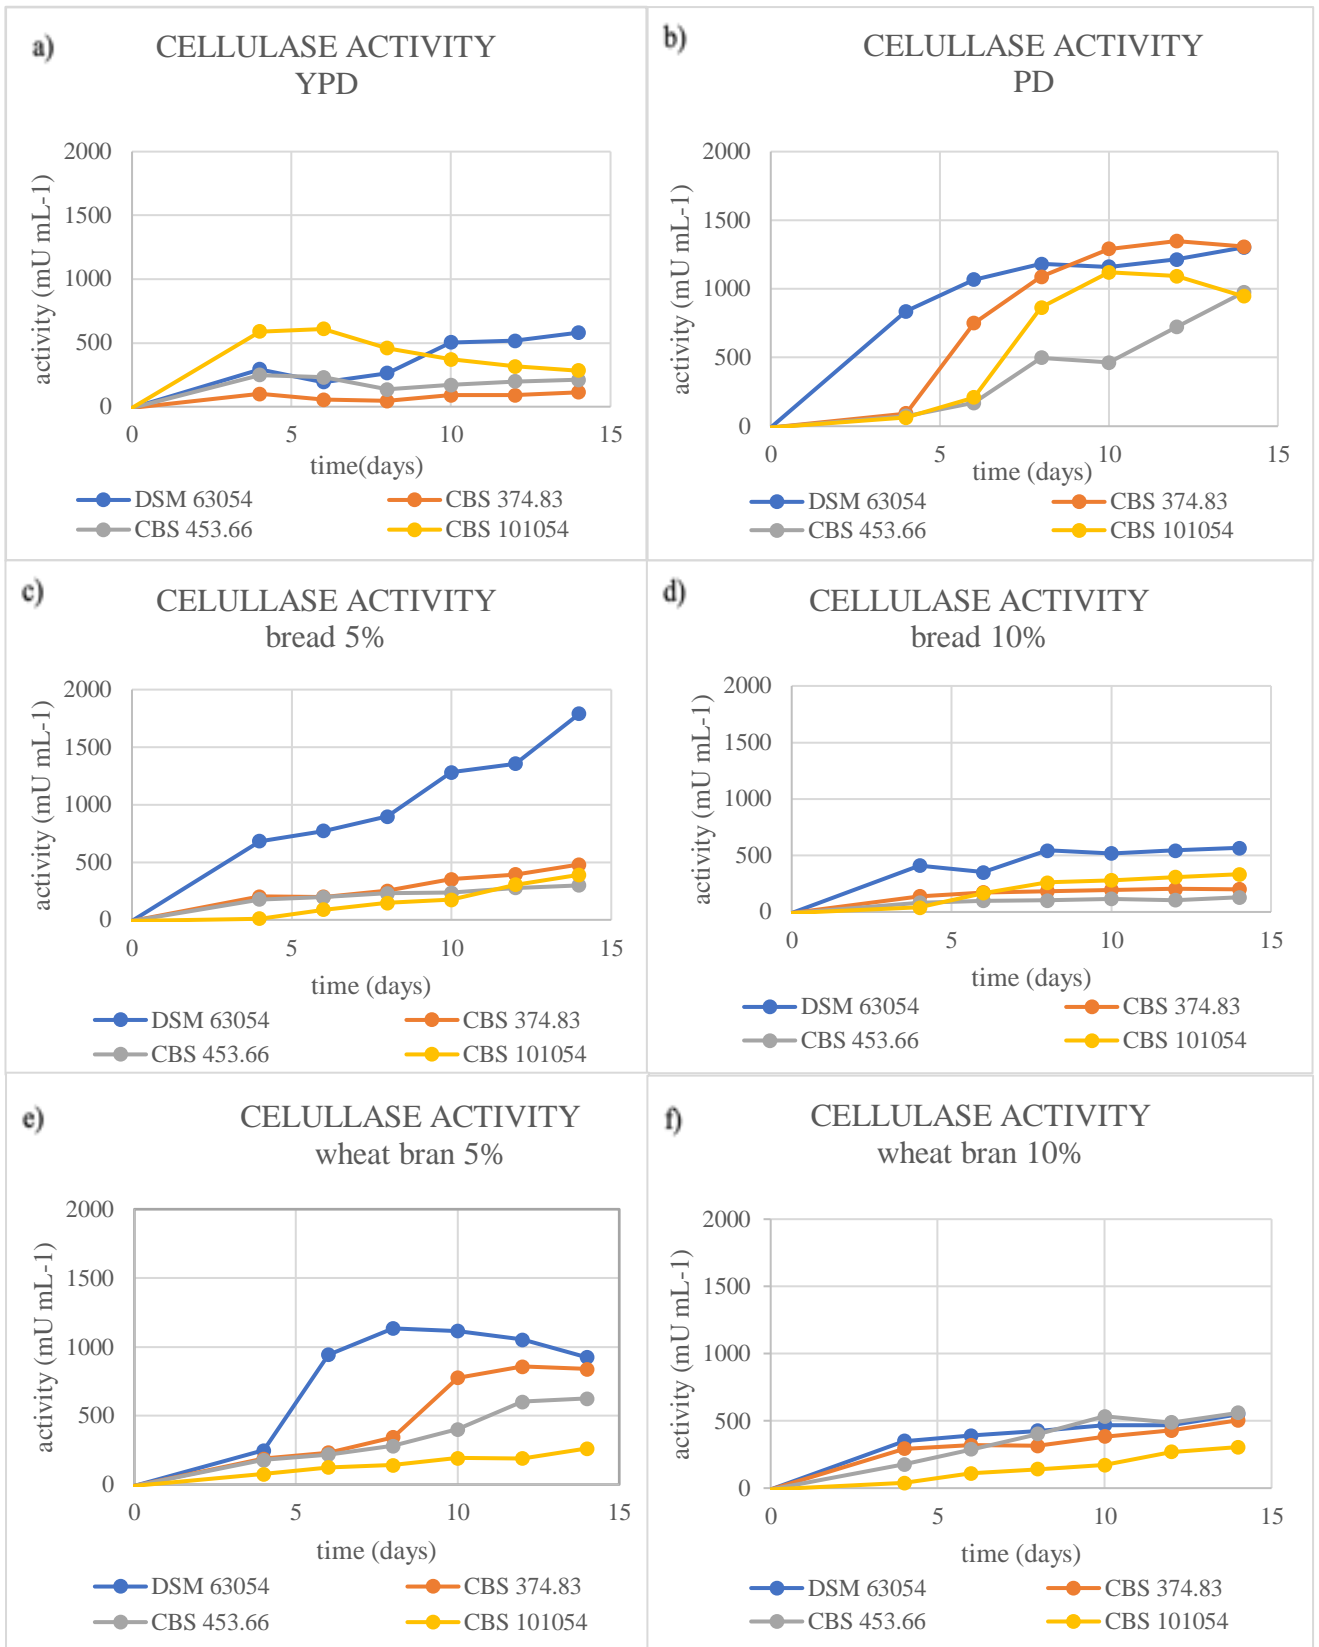 a)
CELLULASE ACTIVITY
YPD
2000
1500
1000
500
0
activity (mU mL-1)
0 5 10 15
time(days)
DSM 63054 CBS 374.83
CBS 453.66 CBS 101054
b)
CELLULASE ACTIVITY
PD
2000
1500
1000
500
0
activity (mU mL-1)
0 5 10 15
time (days)
DSM 63054 CBS 374.83
CBS 453.66 CBS 101054
c)
CELULLASE ACTIVITY
bread 5%
2000
1500
1000
500
0
activity (mU mL-1)
0 5 10 15
time (days)
DSM 63054 CBS 374.83
CBS 453.66 CBS 101054
d)
CELLULASE ACTIVITY
bread 10%
2000
1500
1000
500
0
activity (mU mL-1)
0 5 10 15
time (days)
DSM 63054 CBS 374.83
CBS 453.66 CBS 101054
e)
CELULLASE ACTIVITY
wheat bran 5%
2000
1500
1000
500
0
activity (mU mL-1)
0 5 10 15
time (days)
DSM 63054 CBS 374.83
CBS 453.66 CBS 101054
f)
CELLULASE ACTIVITY
wheat bran 10%
2000
1500
1000
500
0
activity (mU mL-1)
0 5 10 15
time (days)
DSM 63054 CBS 374.83
CBS 453.66 CBS 101054